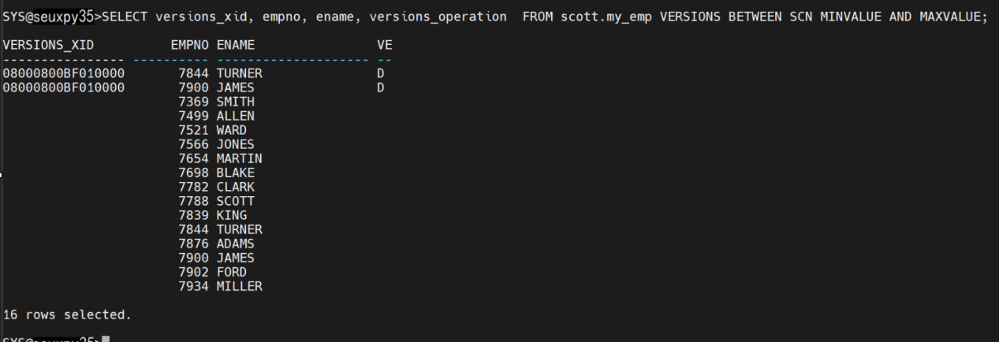 SYS@seuxpy35>SELECT versions_xid, empno, ename, versions_operation  FROM scott.my_emp VERSIONS BETWEEN SCN MINVALUE AND MAXVALUE;
VERSIONS_XID          EMPNO ENAME                VE
---------------- ---------- -------------------- --
08000800BF010000       7844 TURNER               D
08000800BF010000       7900 JAMES                D
                       7369 SMITH
                       7499 ALLEN
                       7521 WARD
                       7566 JONES
                       7654 MARTIN
                       7698 BLAKE
                       7782 CLARK
                       7788 SCOTT
                       7839 KING
                       7844 TURNER
                       7876 ADAMS
                       7900 JAMES
                       7902 FORD
                       7934 MILLER
16 rows selected.
SYS@seuxpy35>